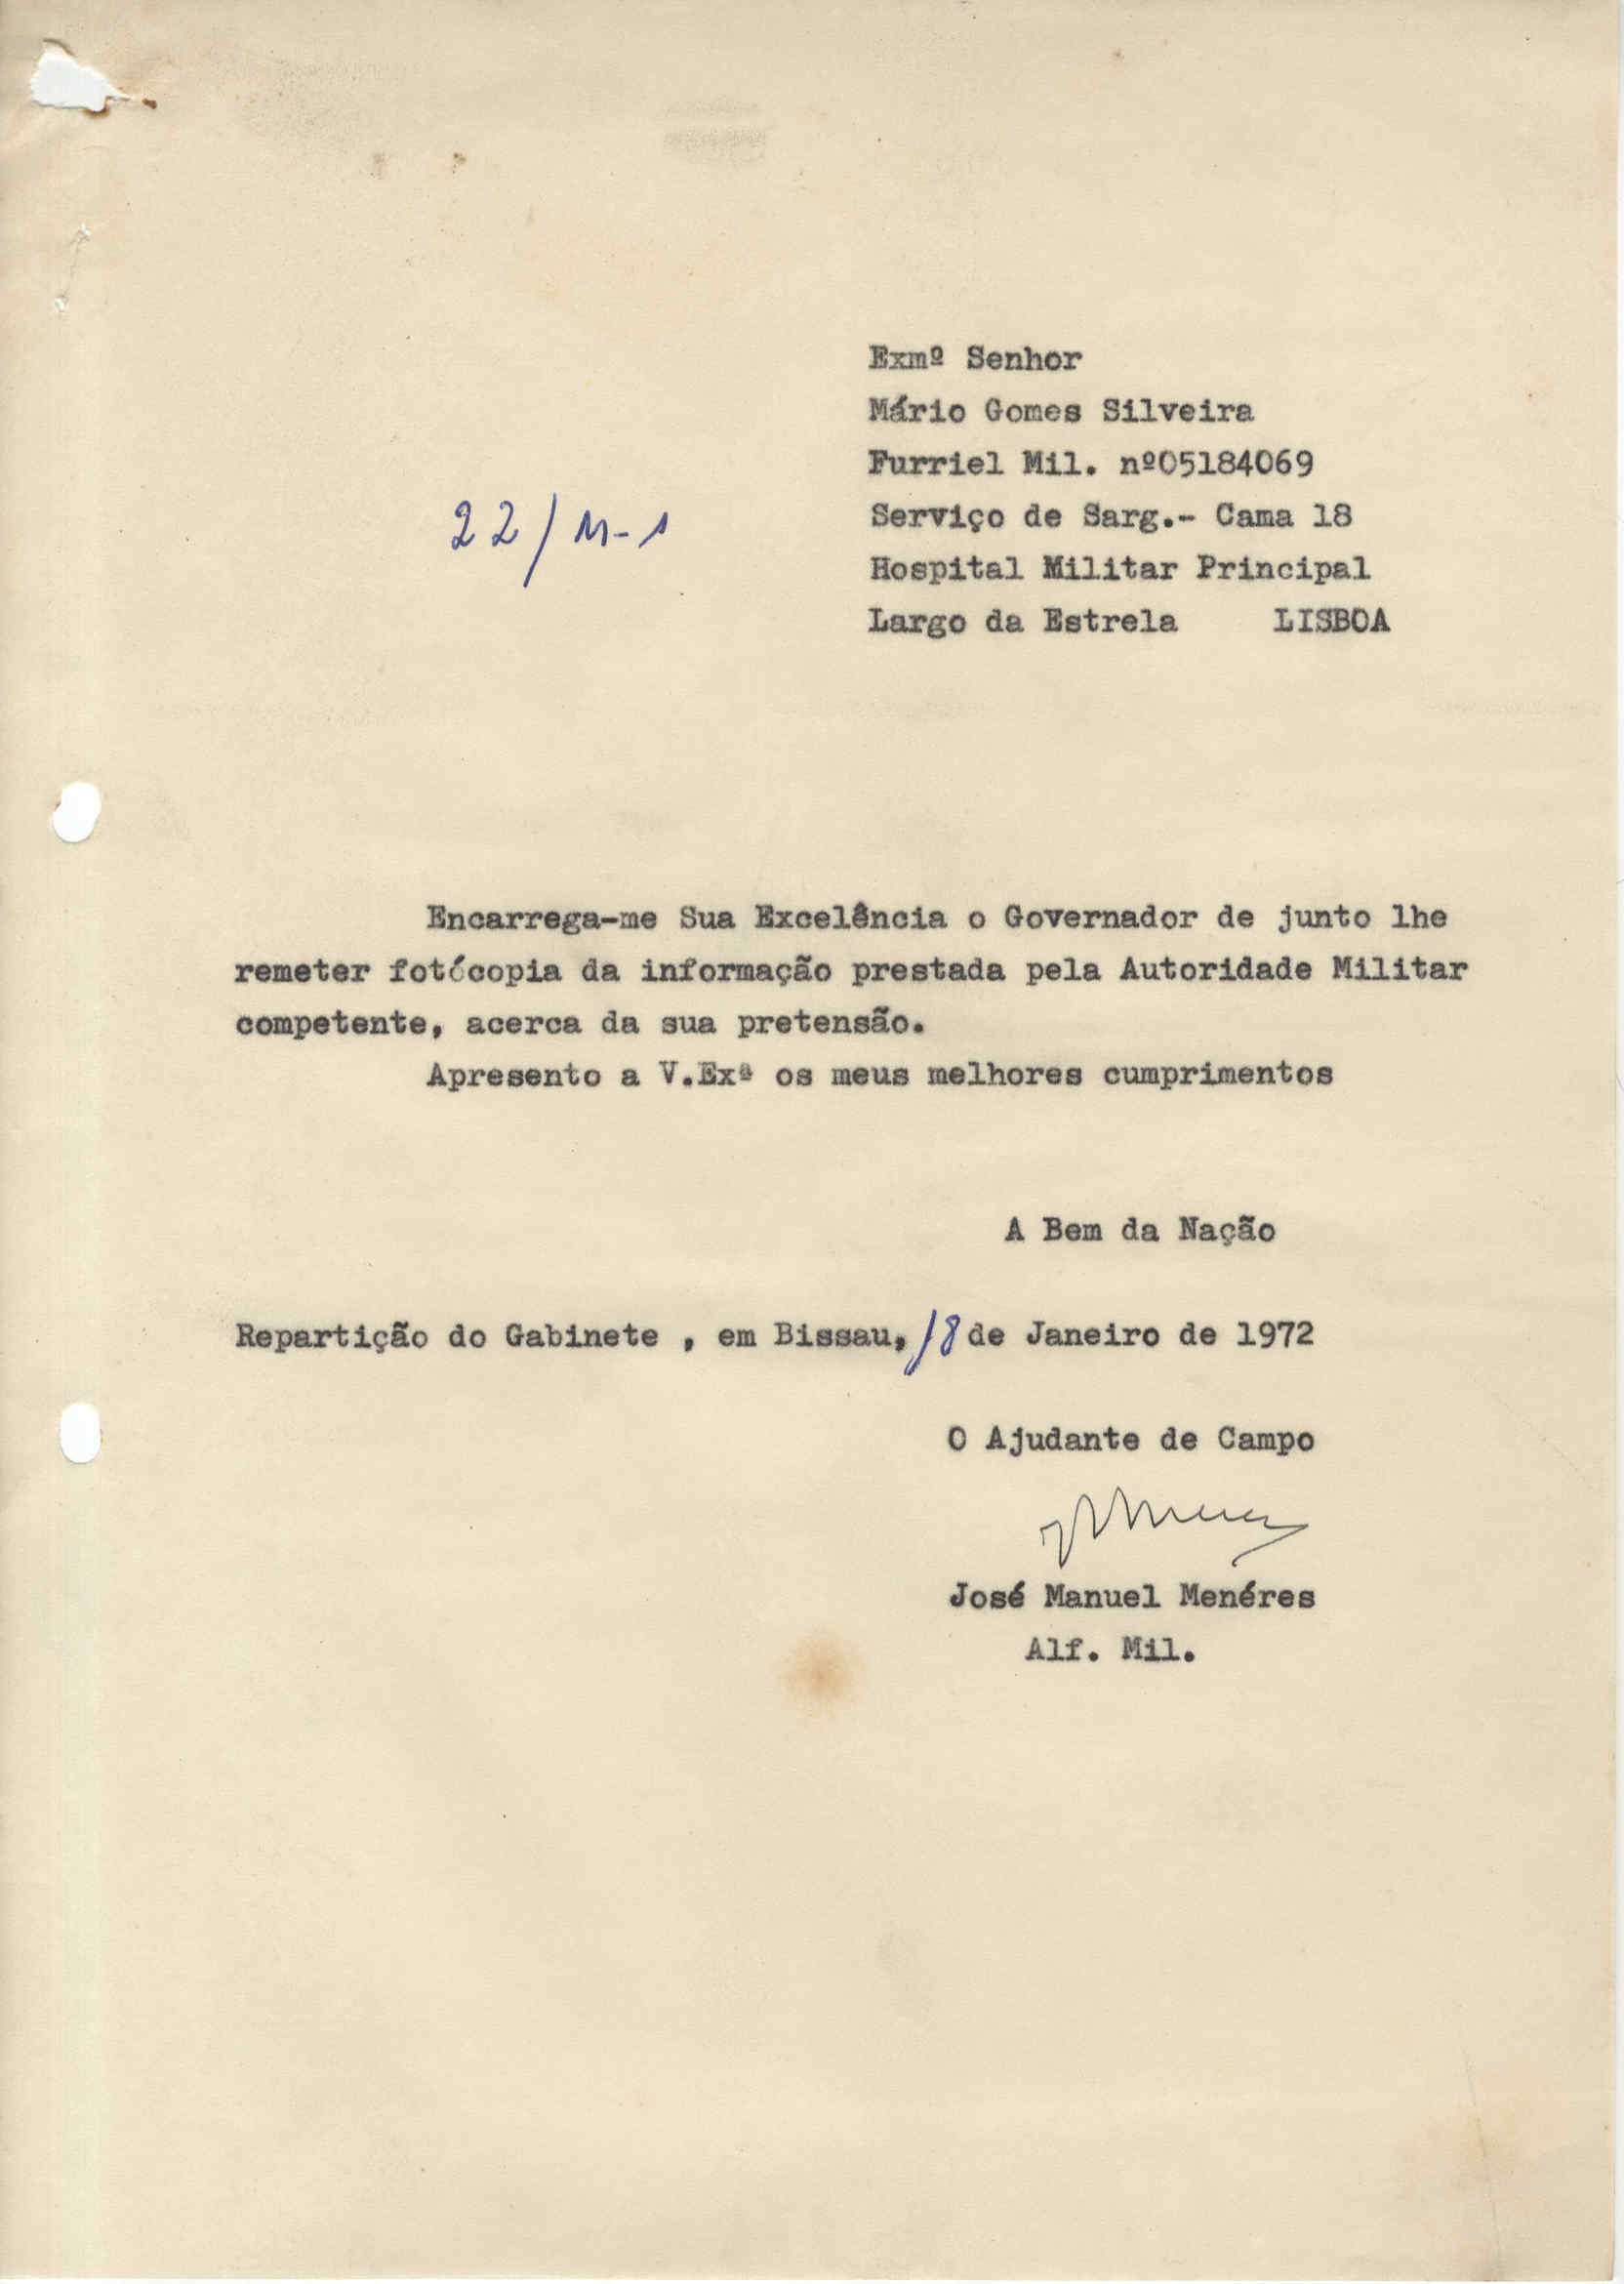 Exmº Senhor
Mário Gomes Silveira
Furriel Mil. nº05184069
Serviço de Sarg.- Cama 18
22/M-1
Hospital Militar Principal
Largo da Estrela LISBOA
Encarrega-me Sua Excelência o Governador de junto lhe
remeter fotócopia da informação prestada pela Autoridade Militar
competente, acerca da sua pretensão.
Apresento a V.Exª os meus melhores cumprimentos
A Bem da Nação
Repartição do Gabinete , em Bissau, 18 de Janeiro de 1972
O Ajudante de Campo
José Manuel Menéres
Alf. Mil.